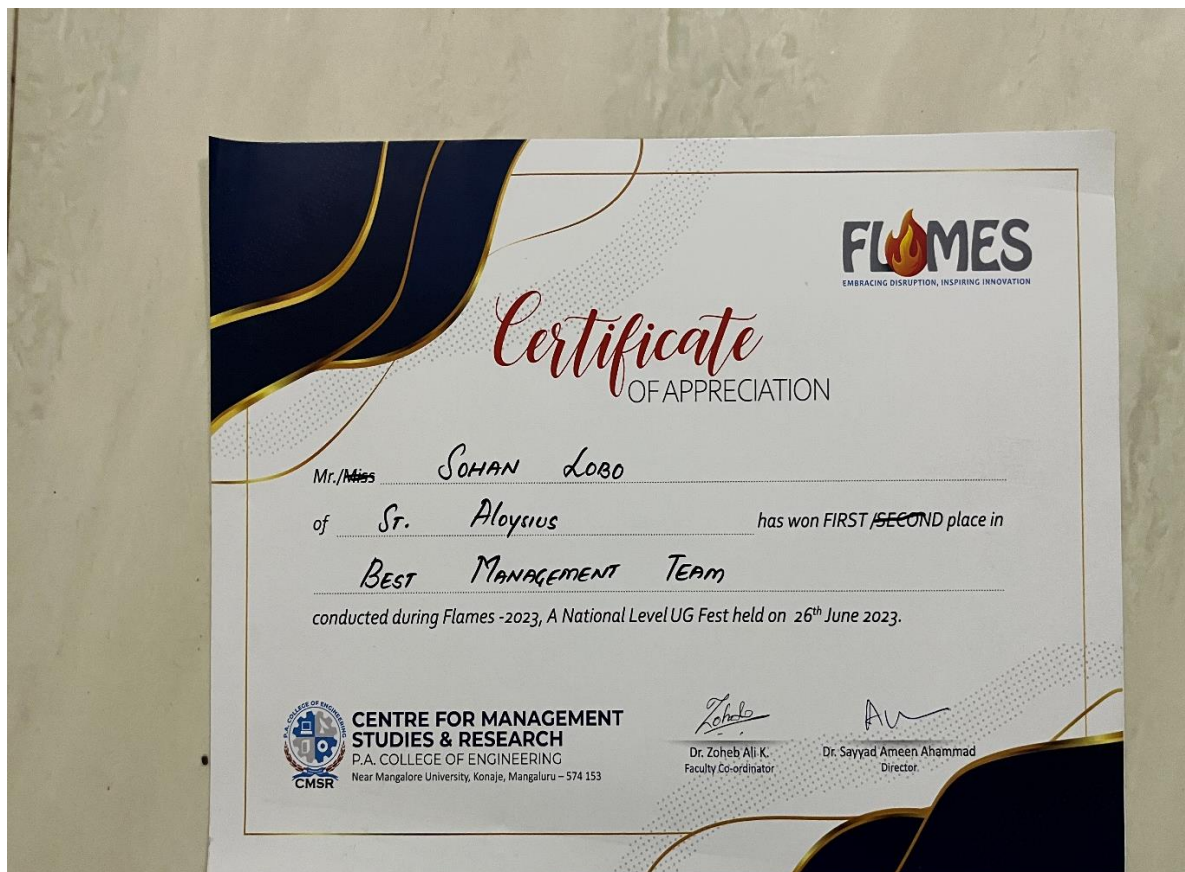 FLAMES
EMBRACING DISRUPTION, INSPIRING INNOVATION
Certificate
OF APPRECIATION
Mr./Miss SOHAN LOBO
of ST. Aloysius has won FIRST /SECOND place in
BEST MANAGEMENT TEAM
conducted during Flames -2023, A National Level UG Fest held on 26th June 2023.
P.A. COLLEGE OF ENGINEERING
CMSR
CENTRE FOR MANAGEMENT
STUDIES & RESEARCH
P.A. COLLEGE OF ENGINEERING
Near Mangalore University, Konaje, Mangaluru – 574 153
Zoheb
Dr. Zoheb Ali K.
Faculty Co-ordinator
Dr. Sayyad Ameen Ahammad
Director